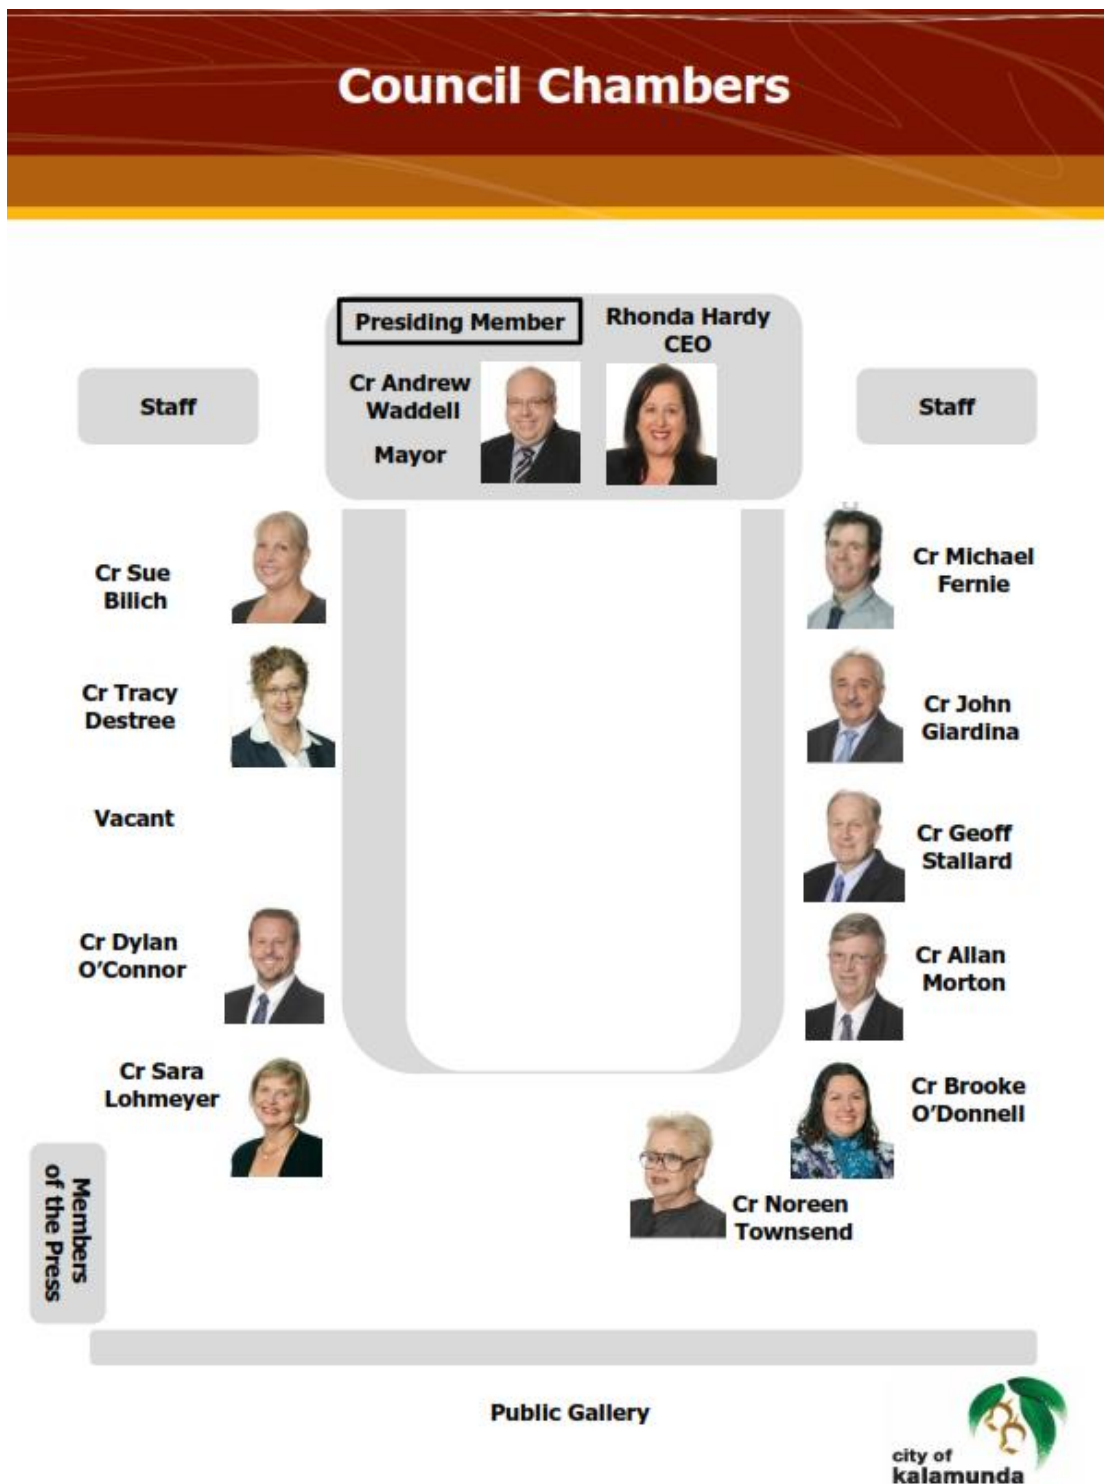 Council Chambers
Presiding Member
Rhonda Hardy
CEO
Cr Andrew
Waddell
Mayor
Staff
Staff
Cr Sue
Bilich
Cr Michael
Fernie
Cr Tracy
Destree
Cr John
Giardina
Vacant
Cr Geoff
Stallard
Cr Dylan
O'Connor
Cr Allan
Morton
Cr Sara
Lohmeyer
Cr Brooke
O'Donnell
Cr Noreen
Townsend
Members
of the Press
Public Gallery
city of
kalamunda